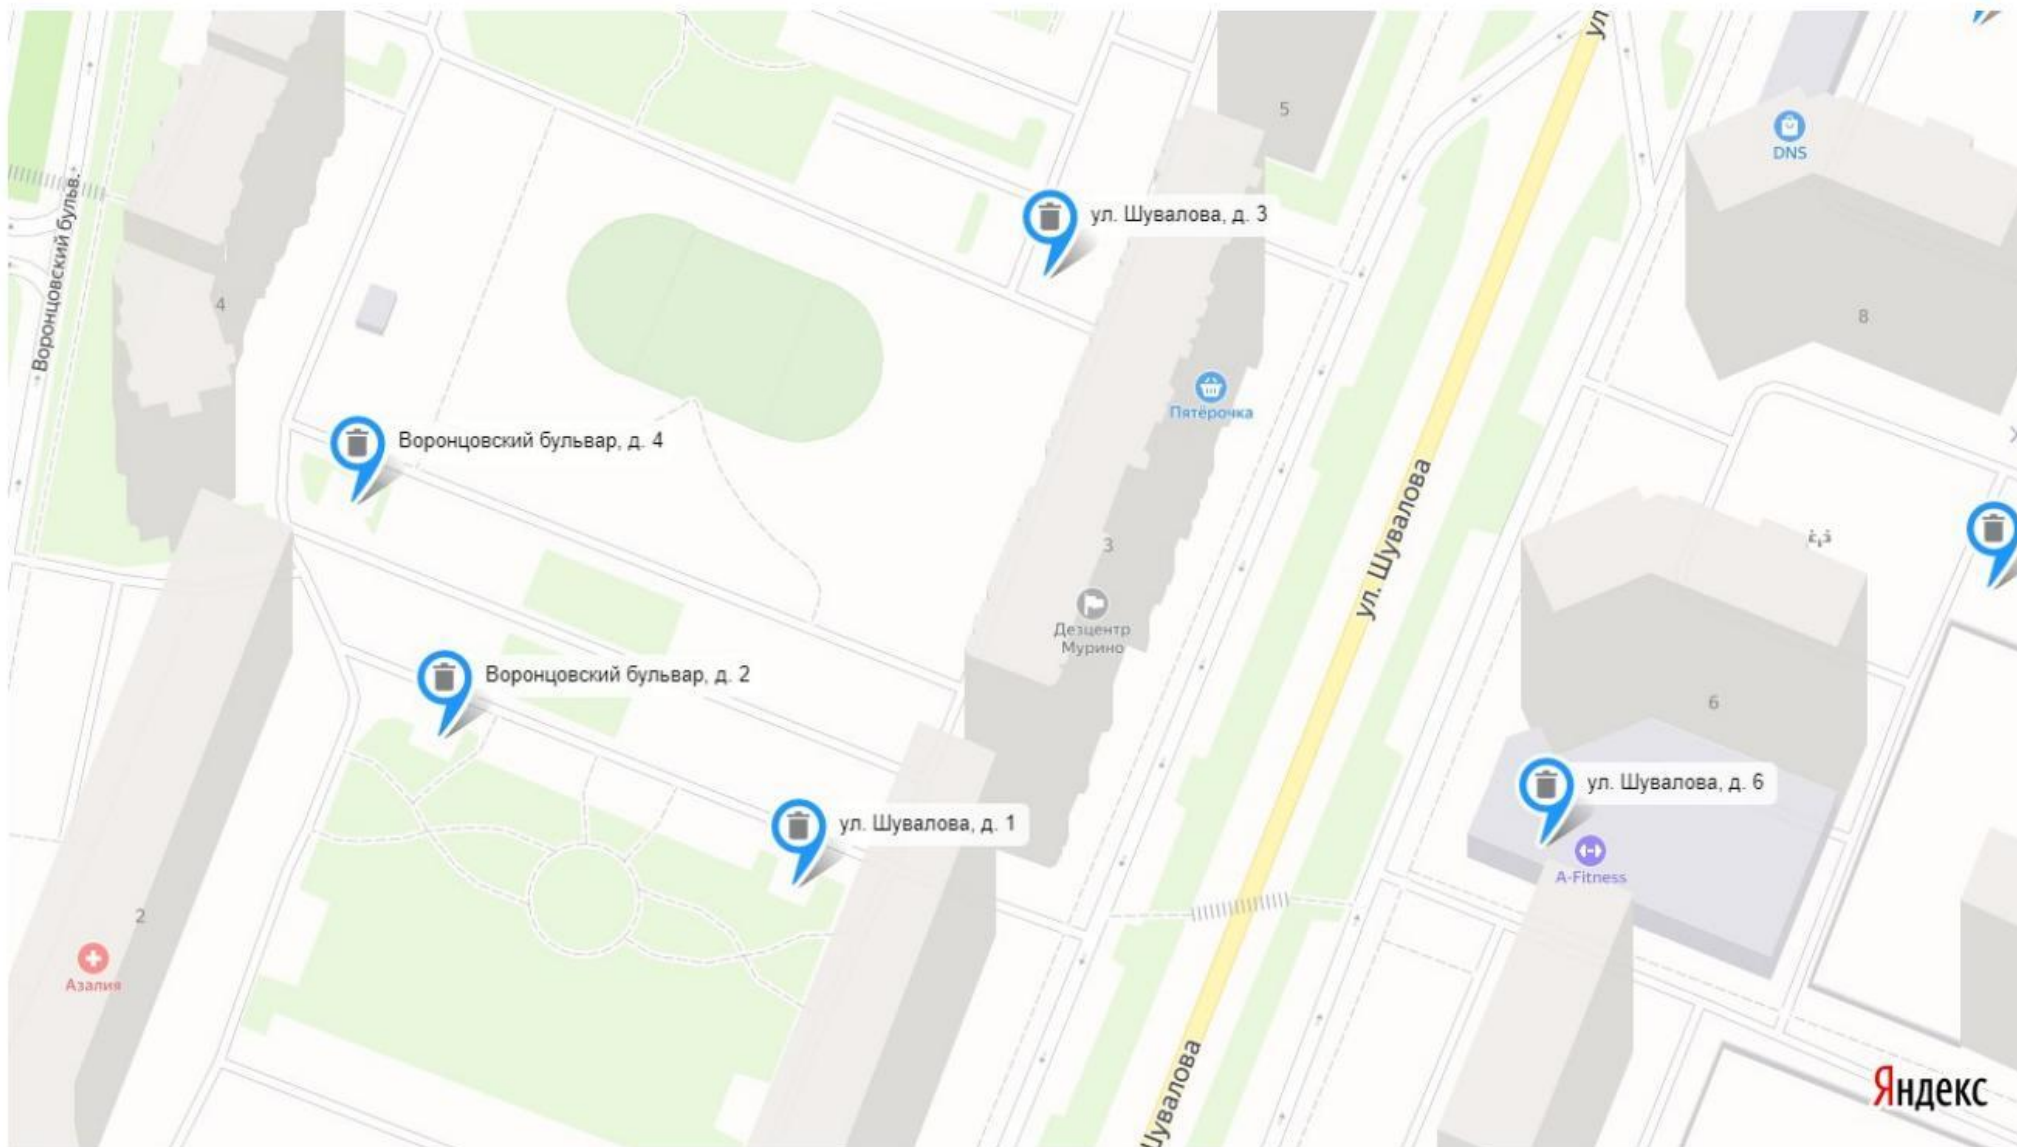 ул.
5
DNS
Воронцовский бульв.
ул. Шувалова, д. 3
4
8
Пятёрочка
Воронцовский бульвар, д. 4
ул. Шувалова
3
Дезцентр
Мурино
Воронцовский бульвар, д. 2
6
ул. Шувалова, д. 6
ул. Шувалова, д. 1
A-Fitness
2
Азалия
Шувалова
Яндекс